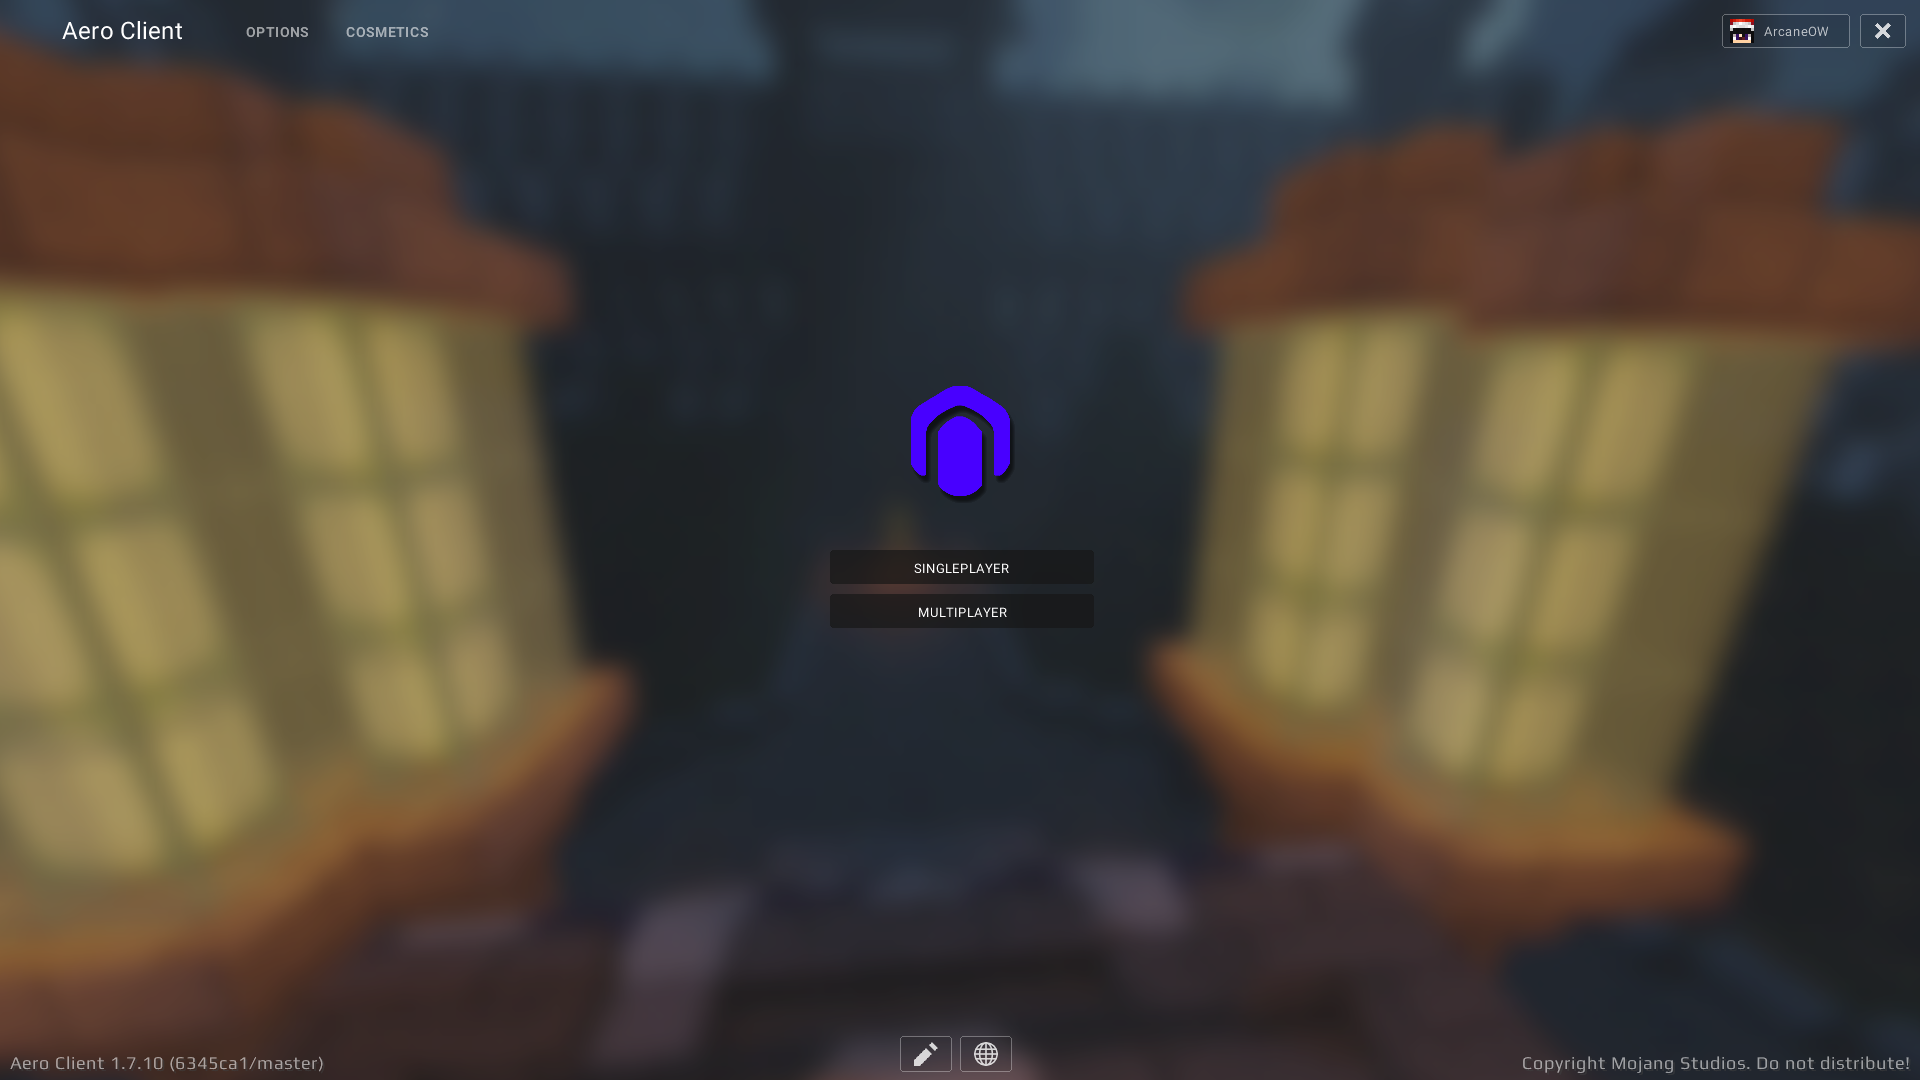 Aero Client
OPTIONS
COSMETICS
ArcaneOW
SINGLEPLAYER
MULTIPLAYER
Aero Client 1.7.10 (6345ca1/master)
Copyright Mojang Studios. Do not distribute!